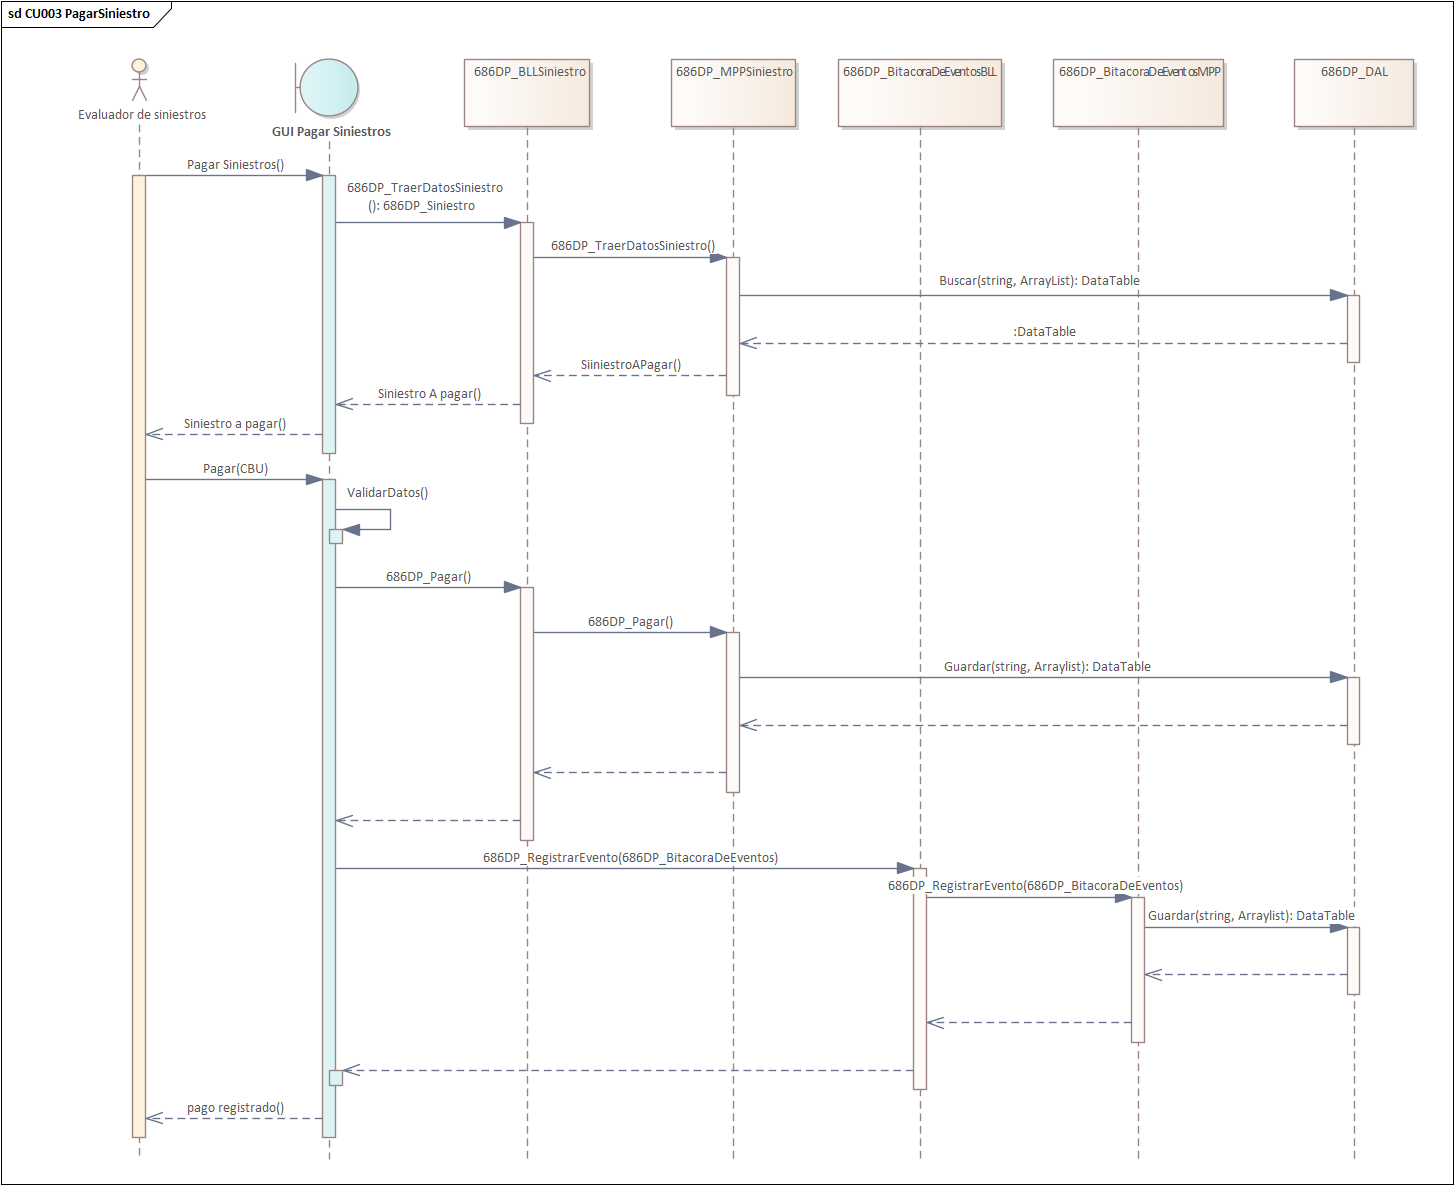 sd CU003 PagarSiniestro
Evaluador de siniestros
GUI Pagar Siniestros
686DP_BLLSiniestro
686DP_MPPSiniestro
686DP_BitacoraDeEventosBLL
686DP_BitacoraDeEventosMPP
686DP_DAL
Pagar Siniestros()
686DP_TraerDatosSiniestro
(): 686DP_Siniestro
686DP_TraerDatosSiniestro()
Buscar(string, ArrayList): DataTable
:DataTable
SiiniestroAPagar()
Siniestro A pagar()
Siniestro a pagar()
Pagar(CBU)
ValidarDatos()
686DP_Pagar()
686DP_Pagar()
Guardar(string, Arraylist): DataTable
686DP_RegistrarEvento(686DP_BitacoraDeEventos)
686DP_RegistrarEvento(686DP_BitacoraDeEventos)
Guardar(string, Arraylist): DataTable
pago registrado()